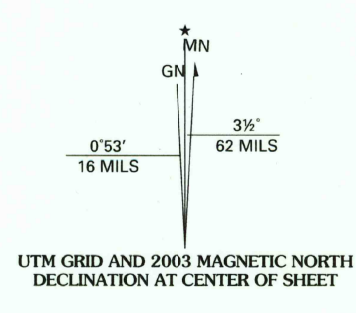 ★
MN
GN
3½°
62 MILS
0°53′
16 MILS
UTM GRID AND 2003 MAGNETIC NORTH
DECLINATION AT CENTER OF SHEET